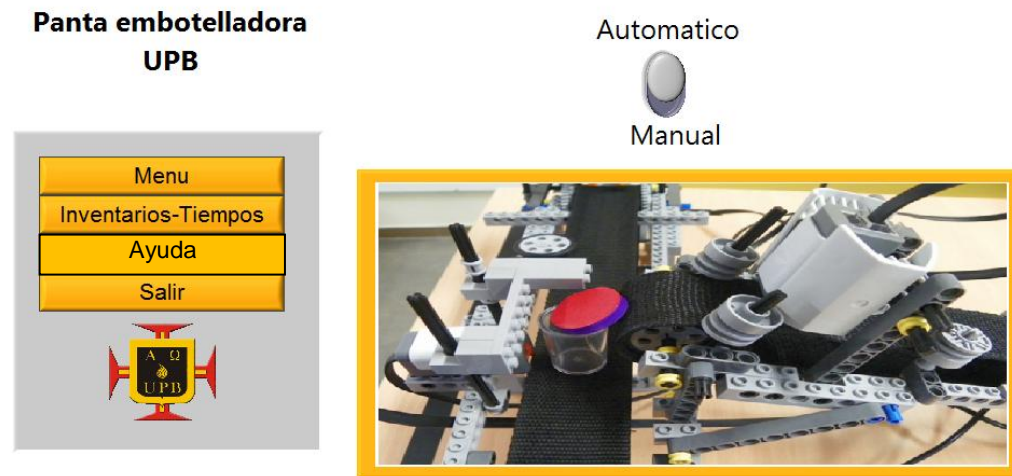 Panta embotelladora
UPB
Automatico
Manual
Menu
Inventarios-Tiempos
Ayuda
Salir
A Ω
UPB